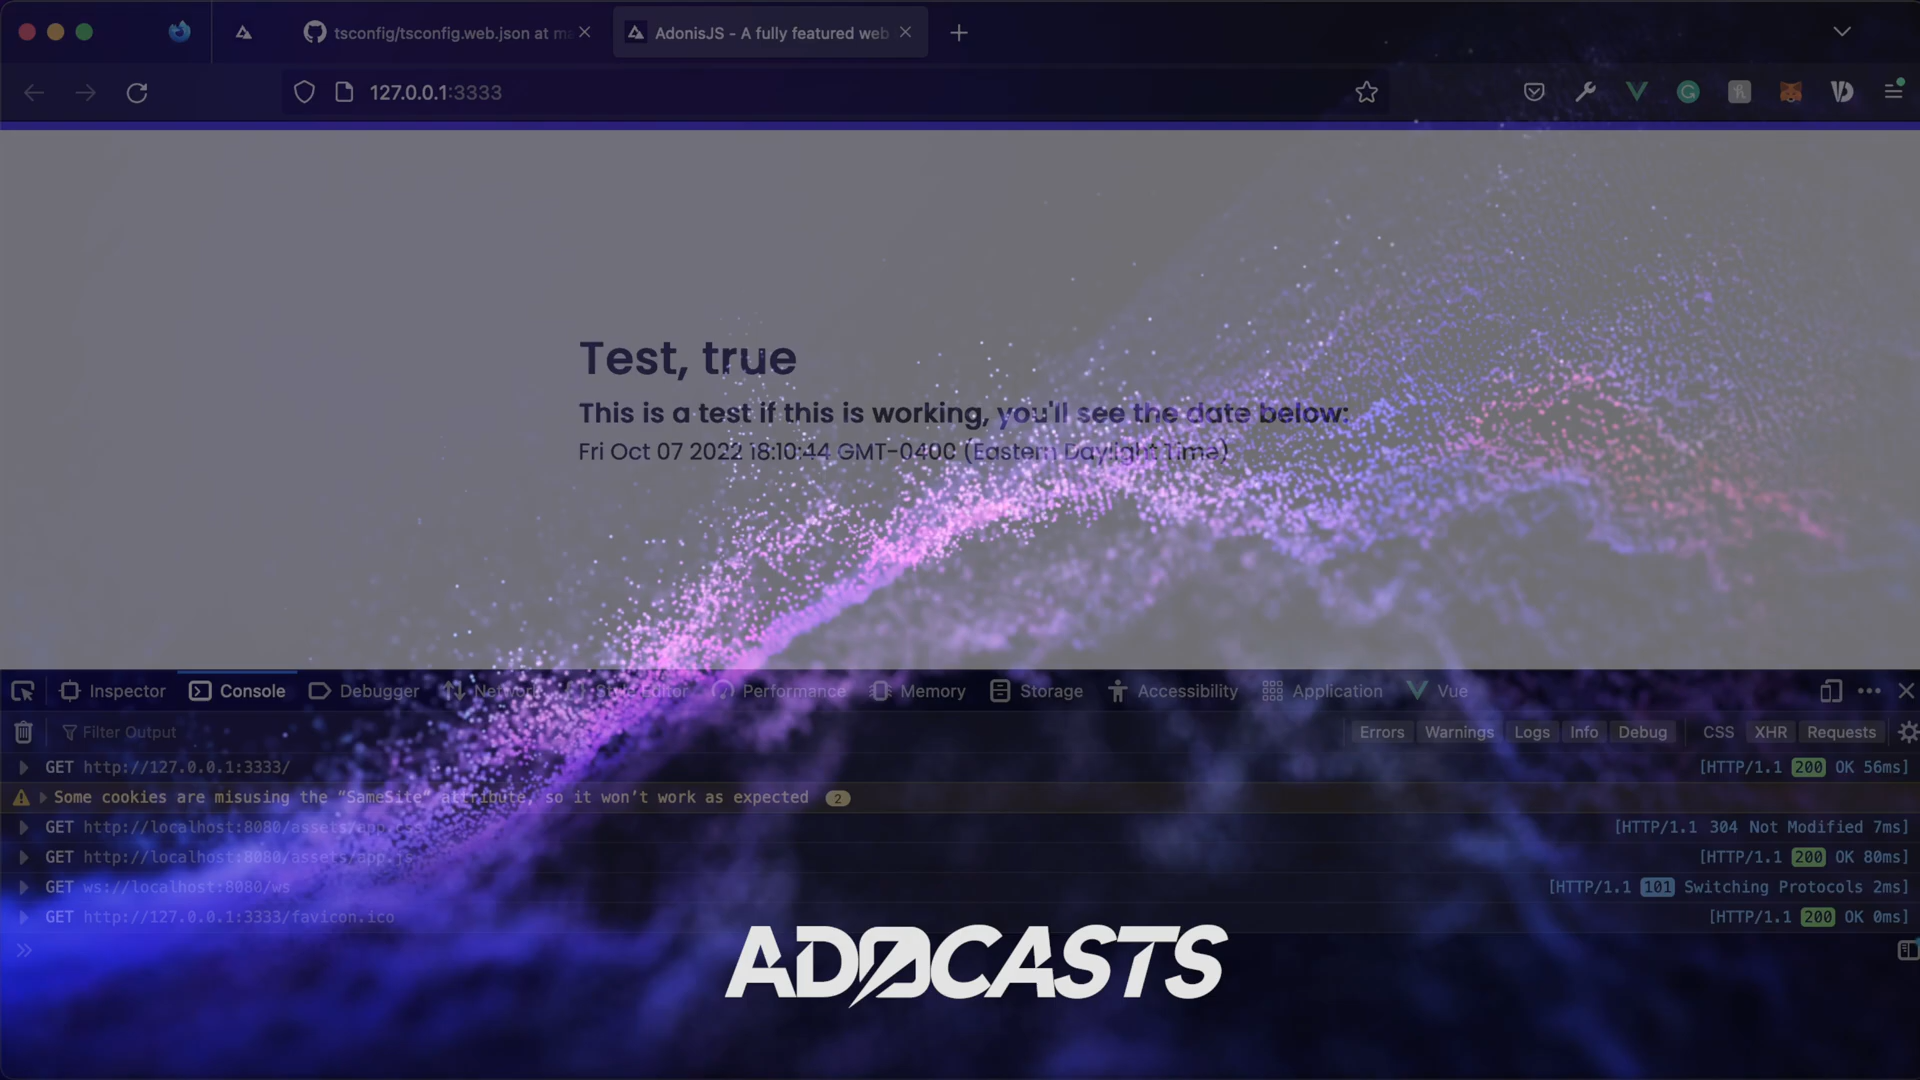 tsconfig/tsconfig.web.json at ma
AdonisJS - A fully featured web
127.0.0.1:3333
Test, true
This is a test if this is working, you'll see the date below:
Fri Oct 07 2022 18:10:44 GMT-0400 (Eastern Daylight Time)
Inspector Console Debugger Network Style Editor Performance Memory Storage Accessibility Application Vue
Filter Output Errors Warnings Logs Info Debug CSS XHR Requests
GET http://127.0.0.1:3333/ [HTTP/1.1 200 OK 56ms]
Some cookies are misusing the “SameSite“ attribute, so it won’t work as expected 2
GET http://localhost:8080/assets/app.css [HTTP/1.1 304 Not Modified 7ms]
GET http://localhost:8080/assets/app.js [HTTP/1.1 200 OK 80ms]
GET ws://localhost:8080/ws [HTTP/1.1 101 Switching Protocols 2ms]
GET http://127.0.0.1:3333/favicon.ico [HTTP/1.1 200 OK 0ms]
ADOCASTS